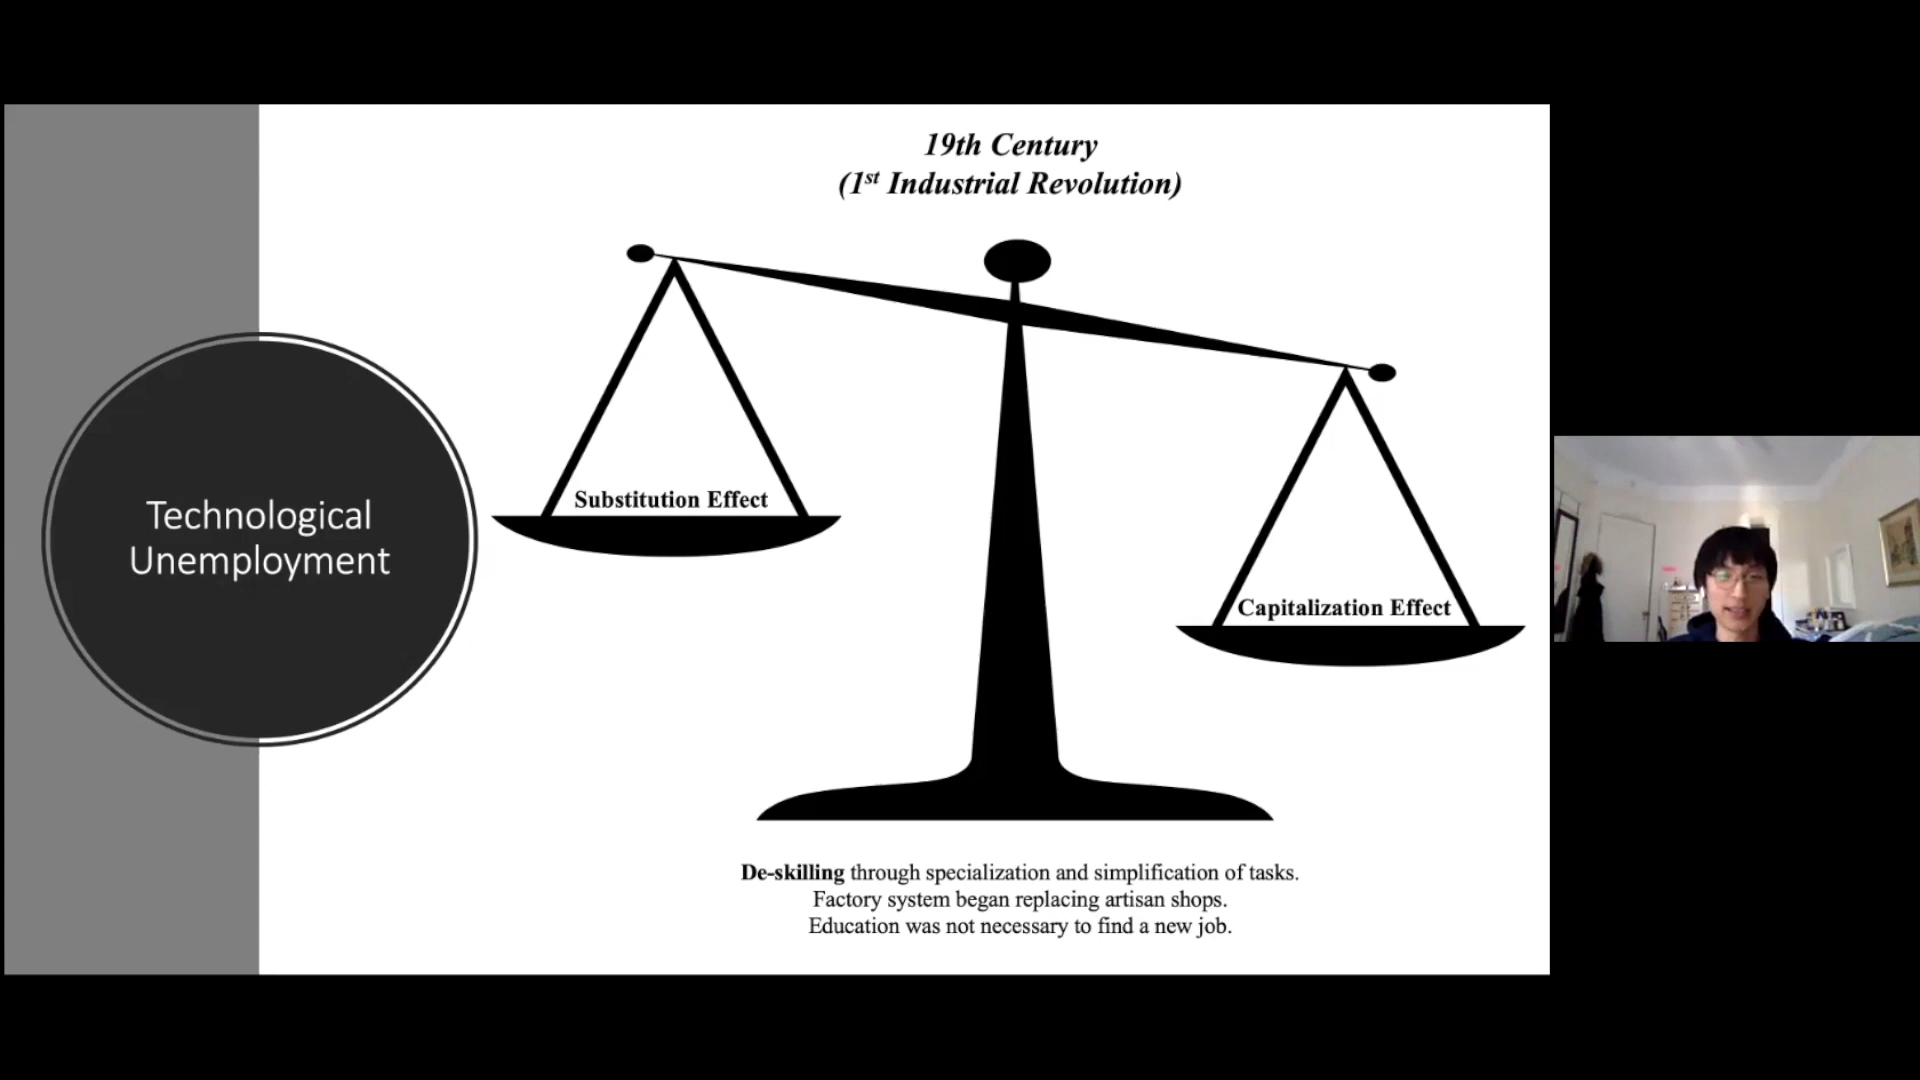 19th Century
(1st Industrial Revolution)
Substitution Effect
Capitalization Effect
Technological
Unemployment
De-skilling through specialization and simplification of tasks.
Factory system began replacing artisan shops.
Education was not necessary to find a new job.